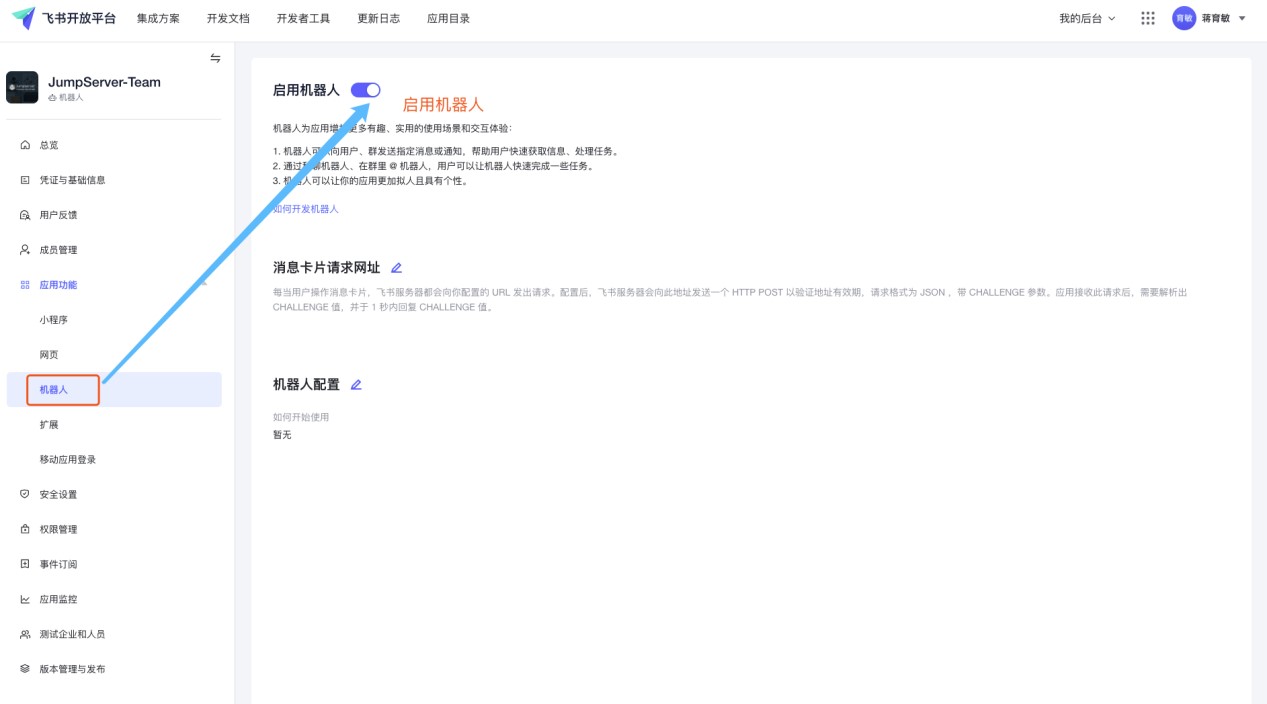 飞书开放平台 集成方案 开发文档 开发者工具 更新日志 应用目录 我的后台 育敏 蒋育敏
JumpServer-Team
机器人
总览
凭证与基础信息
用户反馈
成员管理
应用功能
小程序
网页
机器人
扩展
移动应用登录
安全设置
权限管理
事件订阅
应用监控
测试企业和人员
版本管理与发布
启用机器人
启用机器人
机器人为应用增 更多有趣、实用的使用场景和交互体验：
1. 机器人可 向用户、群发送指定消息或通知，帮助用户快速获取信息、处理任务。
2. 通过 聊机器人、在群里 @ 机器人，用户可以让机器人快速完成一些任务。
3. 机 人可以让你的应用更加拟人且具有个性。
如何开发机器人
消息卡片请求网址
每当用户操作消息卡片，飞书服务器都会向你配置的 URL 发出请求。配置后，飞书服务器会向此地址发送一个 HTTP POST 以验证地址有效期，请求格式为 JSON ，带 CHALLENGE 参数。应用接收此请求后，需要解析出
CHALLENGE 值，并于 1 秒内回复 CHALLENGE 值。
机器人配置
如何开始使用
暂无